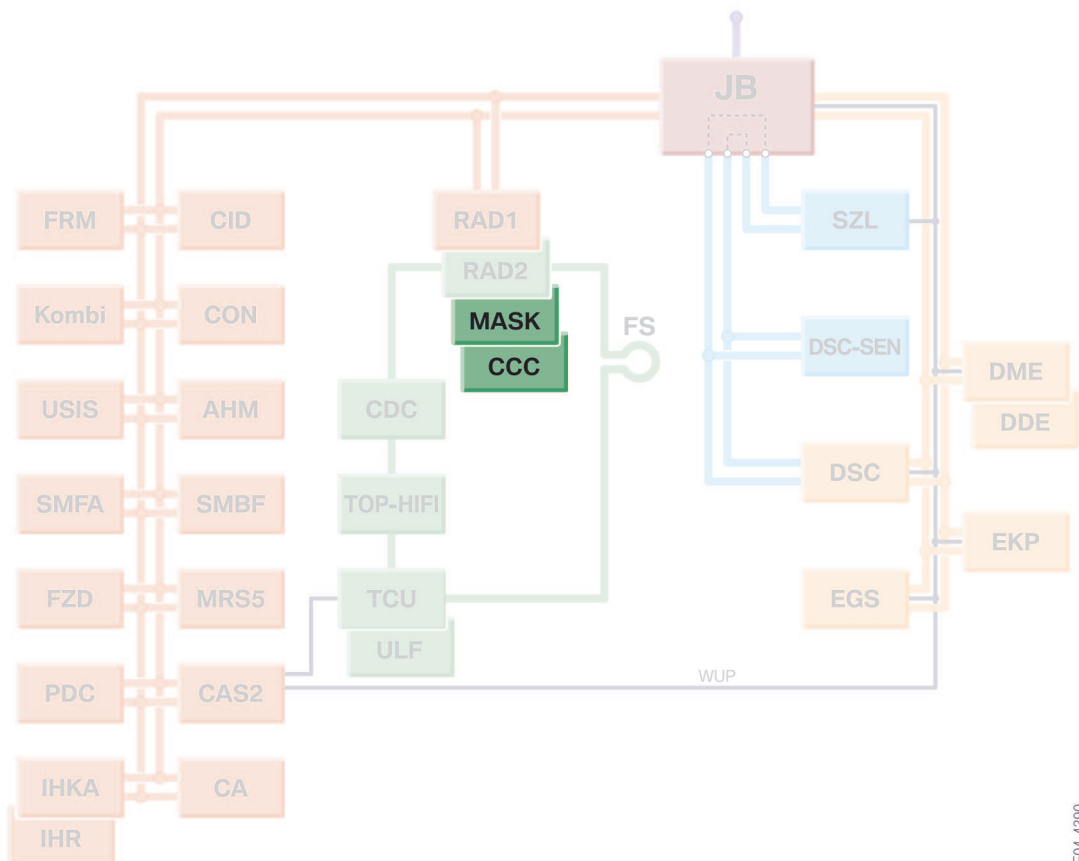 JB
FRM
CID
RAD1
SZL
RAD2
Kombi
CON
MASK
FS
DSC-SEN
CCC
DME
USIS
AHM
CDC
DDE
DSC
SMFA
SMBF
TOP-HIFI
EKP
FZD
MRS5
TCU
EGS
ULF
WUP
PDC
CAS2
IHKA
CA
IHR